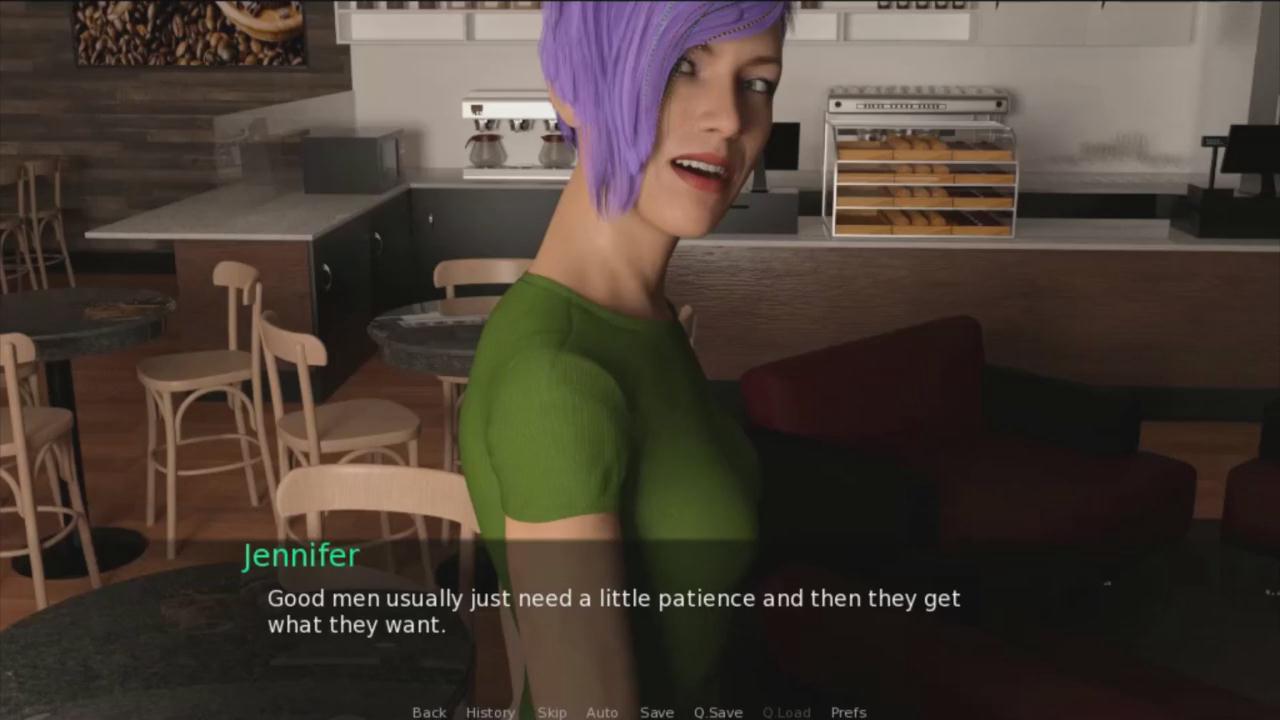 Jennifer
Good men usually just need a little patience and then they get
what they want.
Back History Skip Auto Save Q.Save Q.Load Prefs